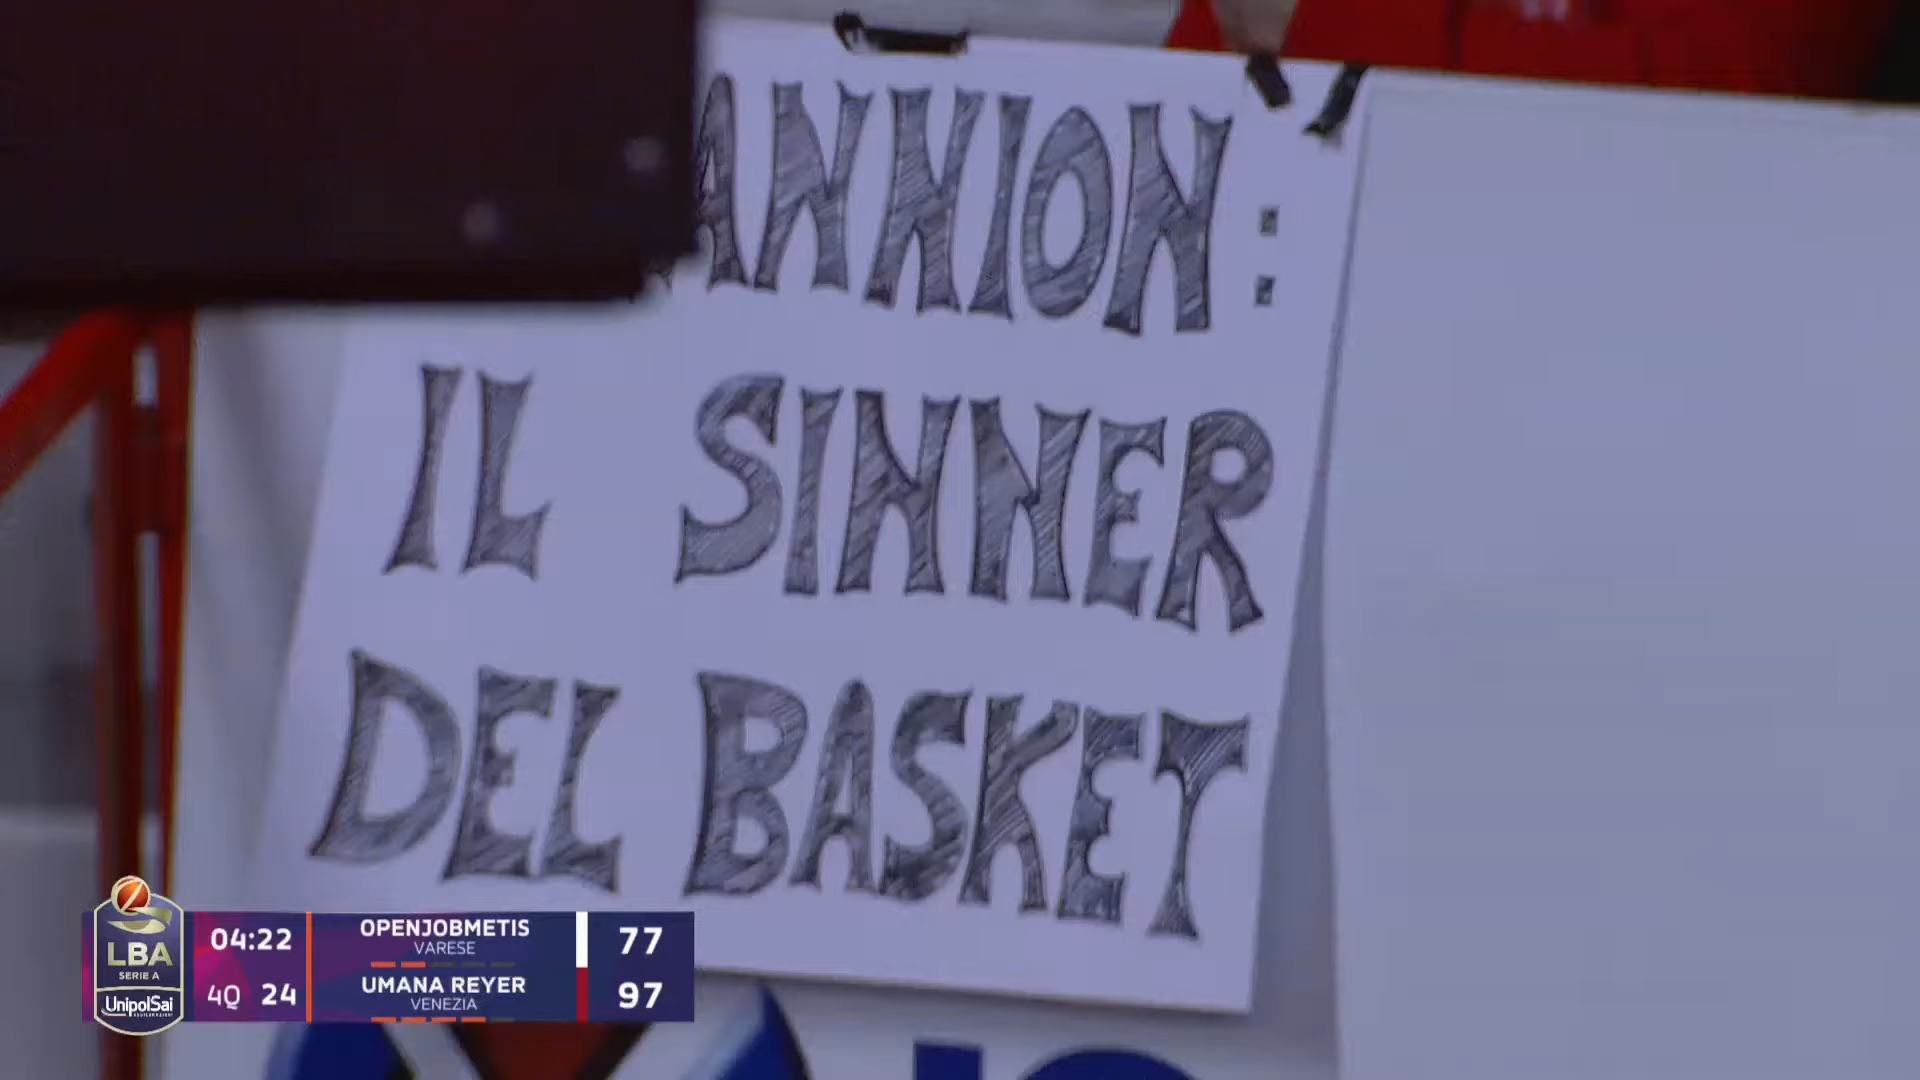 ANNION:
IL SINNER
DEL BASKET
LBA
SERIE A
UnipolSai
04:22
4Q 24
OPENJOBMETIS
VARESE
77
UMANA REYER
VENEZIA
97